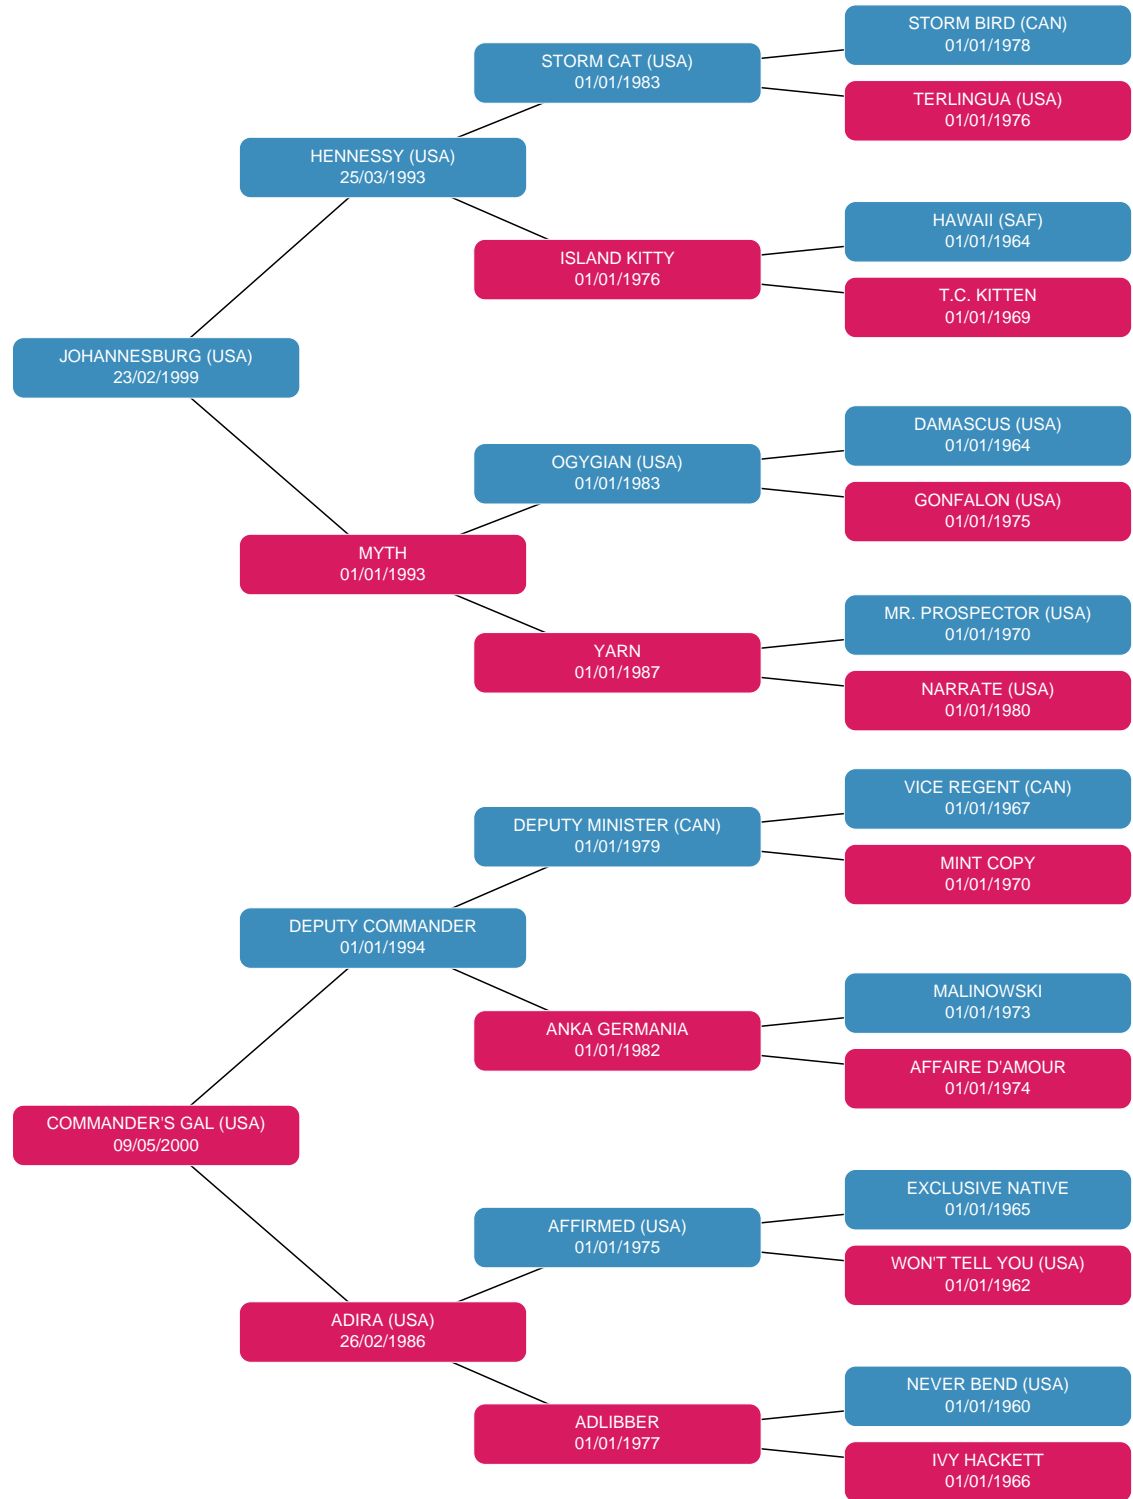 STORM BIRD (CAN)
01/01/1978
STORM CAT (USA)
01/01/1983
TERLINGUA (USA)
01/01/1976
HENNESSY (USA)
25/03/1993
HAWAII (SAF)
01/01/1964
ISLAND KITTY
01/01/1976
T.C. KITTEN
01/01/1969
JOHANNESBURG (USA)
23/02/1999
DAMASCUS (USA)
01/01/1964
OGYGIAN (USA)
01/01/1983
GONFALON (USA)
01/01/1975
MYTH
01/01/1993
MR. PROSPECTOR (USA)
01/01/1970
YARN
01/01/1987
NARRATE (USA)
01/01/1980
VICE REGENT (CAN)
01/01/1967
DEPUTY MINISTER (CAN)
01/01/1979
MINT COPY
01/01/1970
DEPUTY COMMANDER
01/01/1994
MALINOWSKI
01/01/1973
ANKA GERMANIA
01/01/1982
AFFAIRE D'AMOUR
01/01/1974
COMMANDER'S GAL (USA)
09/05/2000
EXCLUSIVE NATIVE
01/01/1965
AFFIRMED (USA)
01/01/1975
WON'T TELL YOU (USA)
01/01/1962
ADIRA (USA)
26/02/1986
NEVER BEND (USA)
01/01/1960
ADLIBBER
01/01/1977
IVY HACKETT
01/01/1966